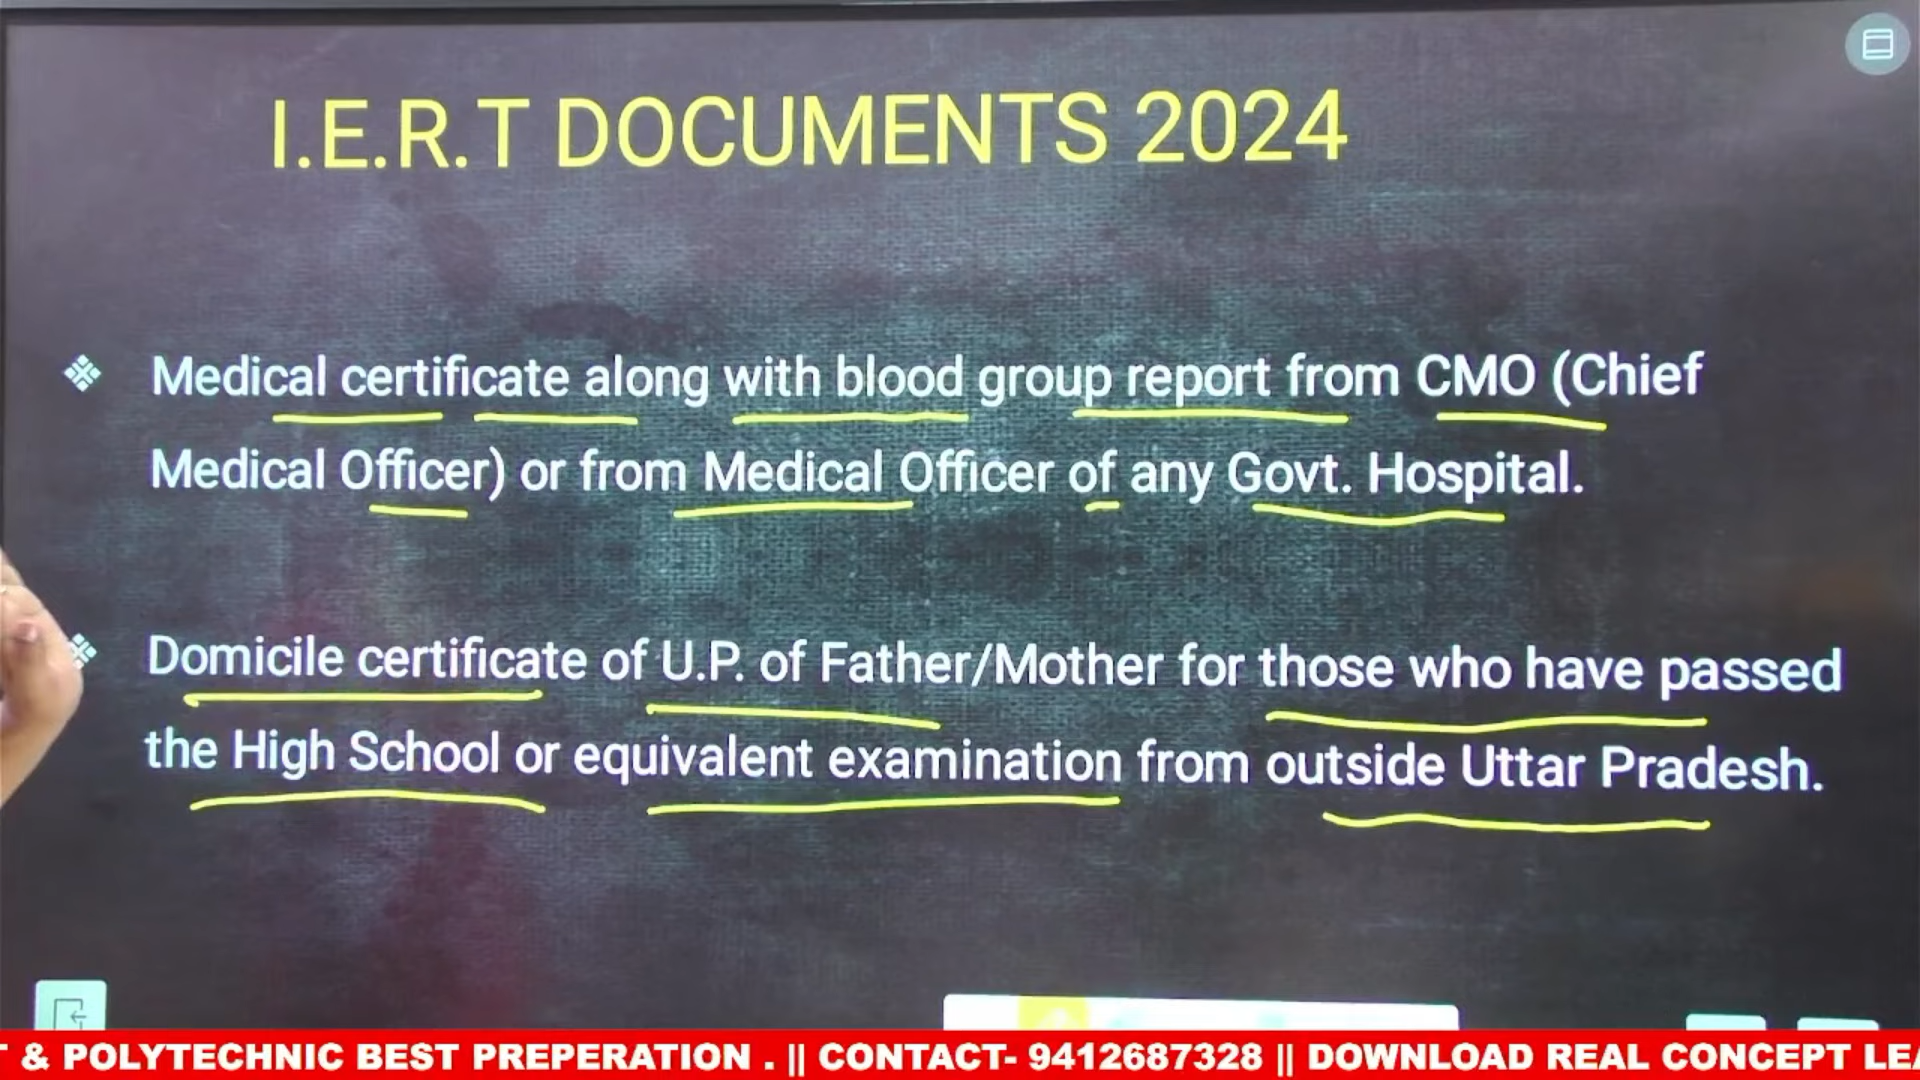 I.E.R.T DOCUMENTS 2024
Medical certificate along with blood group report from CMO (Chief
Medical Officer) or from Medical Officer of any Govt. Hospital.
Domicile certificate of U.P. of Father/Mother for those who have passed
the High School or equivalent examination from outside Uttar Pradesh.
T & POLYTECHNIC BEST PREPERATION . || CONTACT- 9412687328 || DOWNLOAD REAL CONCEPT LEA